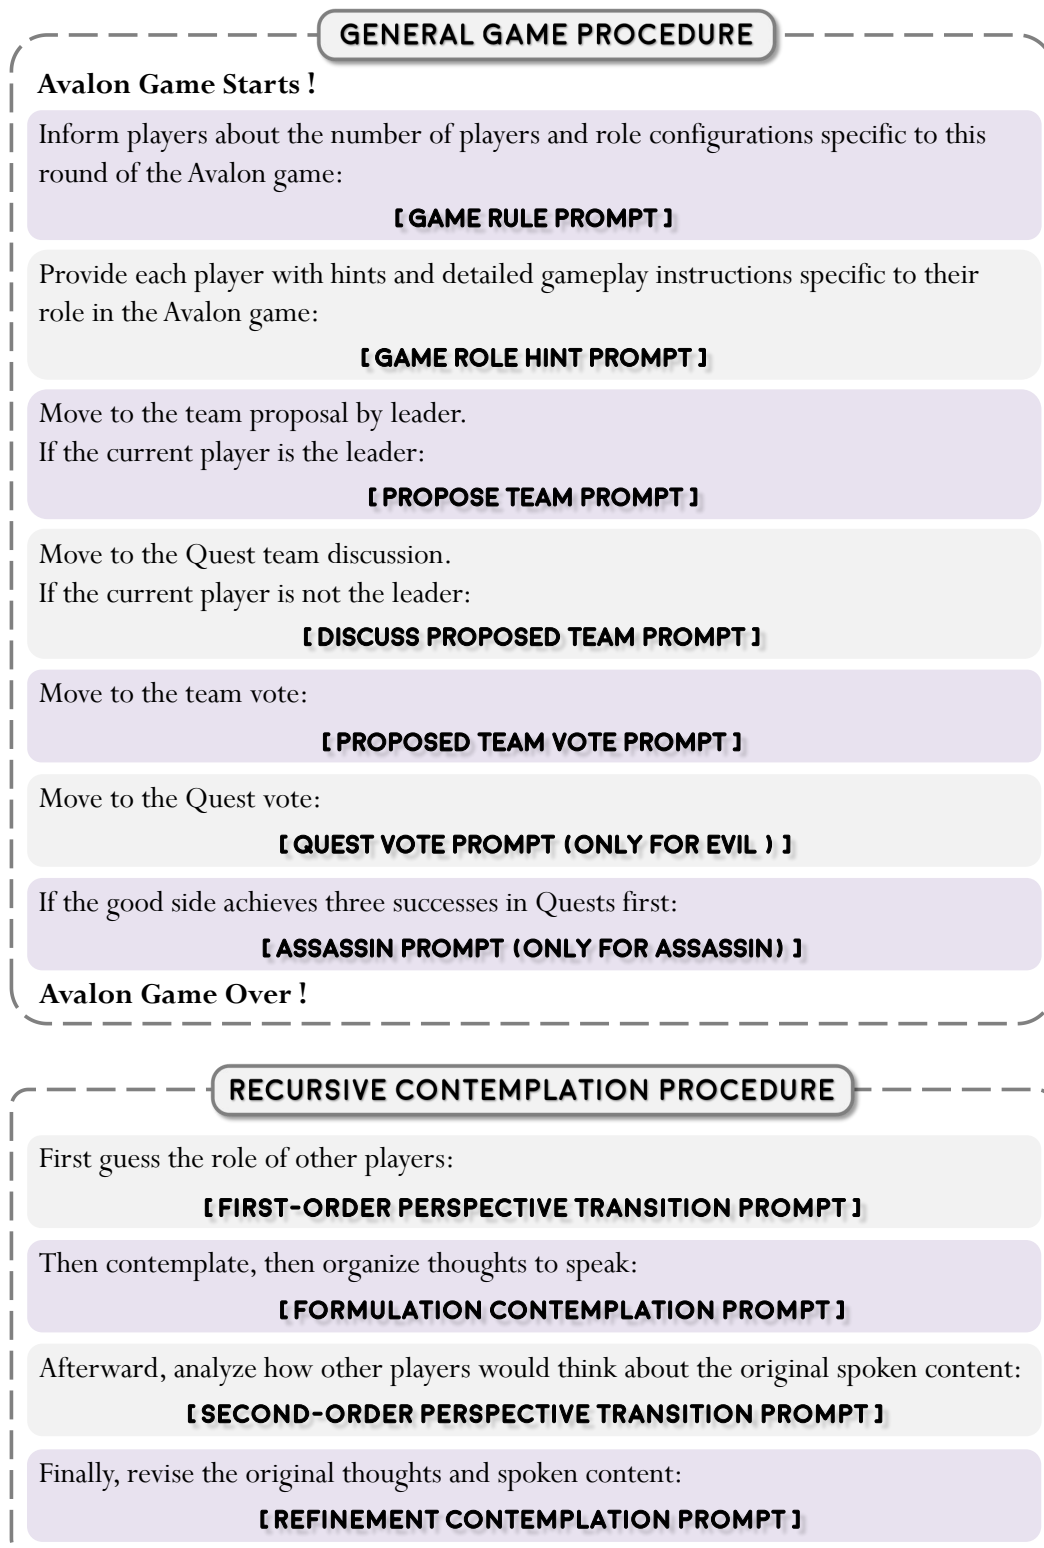 GENERAL GAME PROCEDURE
Avalon Game Starts !
Inform players about the number of players and role configurations specific to this
round of the Avalon game:
[ GAME RULE PROMPT ]
Provide each player with hints and detailed gameplay instructions specific to their
role in the Avalon game:
[ GAME ROLE HINT PROMPT ]
Move to the team proposal by leader.
If the current player is the leader:
[ PROPOSE TEAM PROMPT ]
Move to the Quest team discussion.
If the current player is not the leader:
[ DISCUSS PROPOSED TEAM PROMPT ]
Move to the team vote:
[ PROPOSED TEAM VOTE PROMPT ]
Move to the Quest vote:
[ QUEST VOTE PROMPT (ONLY FOR EVIL ) ]
If the good side achieves three successes in Quests first:
[ ASSASSIN PROMPT (ONLY FOR ASSASSIN) ]
Avalon Game Over !
RECURSIVE CONTEMPLATION PROCEDURE
First guess the role of other players:
[ FIRST-ORDER PERSPECTIVE TRANSITION PROMPT ]
Then contemplate, then organize thoughts to speak:
[ FORMULATION CONTEMPLATION PROMPT ]
Afterward, analyze how other players would think about the original spoken content:
[ SECOND-ORDER PERSPECTIVE TRANSITION PROMPT ]
Finally, revise the original thoughts and spoken content:
[ REFINEMENT CONTEMPLATION PROMPT ]